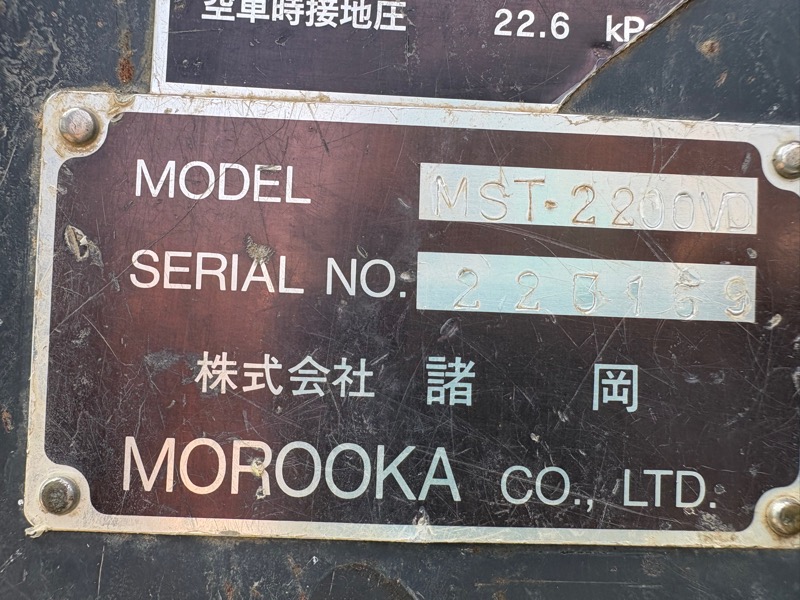 空車時接地圧 22.6 kPa
MODEL MST-2200VD
SERIAL NO. 223159
株式会社 諸岡
MOROOKA CO., LTD.